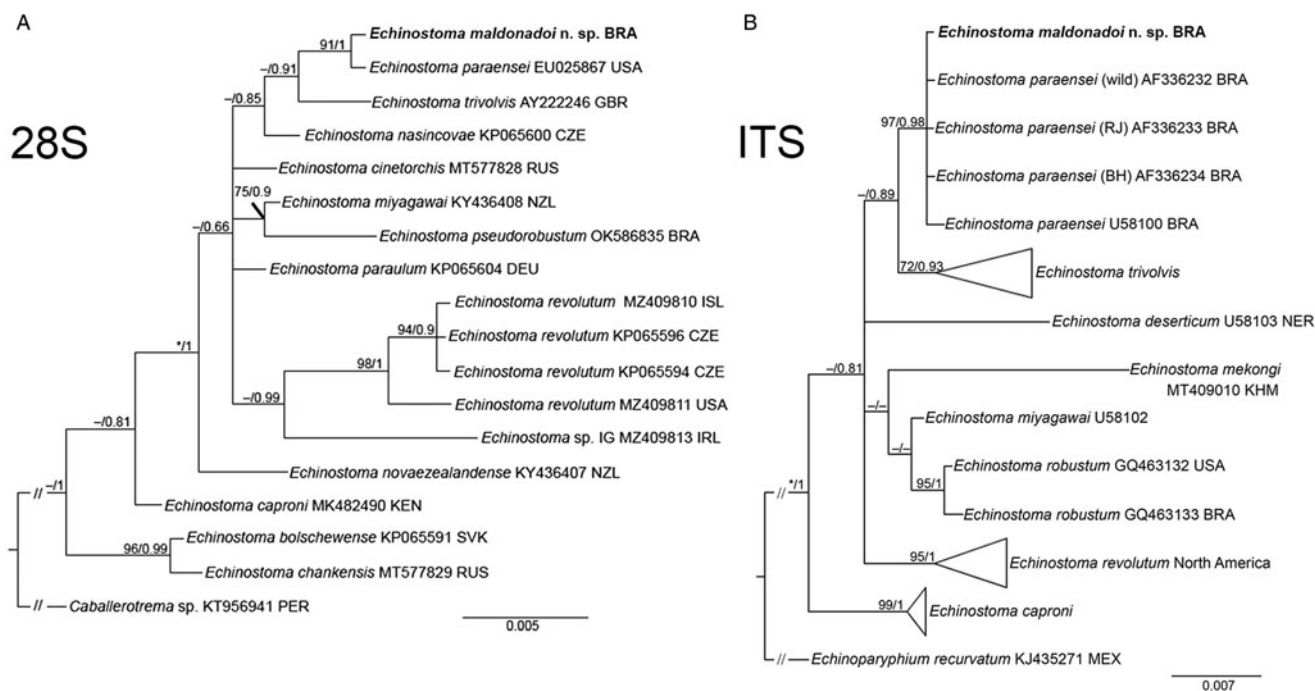 A
28S
Echinostoma maldonadoi n. sp. BRA
91/1
Echinostoma paraensei EU025867 USA
–/0.91
Echinostoma trivolvis AY222246 GBR
–/0.85
Echinostoma nasincovae KP065600 CZE
Echinostoma cinetorchis MT577828 RUS
75/0.9
Echinostoma miyagawai KY436408 NZL
–/0.66
Echinostoma pseudorobustum OK586835 BRA
Echinostoma paraulum KP065604 DEU
Echinostoma revolutum MZ409810 ISL
94/0.9
Echinostoma revolutum KP065596 CZE
*/1
98/1
Echinostoma revolutum KP065594 CZE
–/0.99
Echinostoma revolutum MZ409811 USA
–/0.81
Echinostoma sp. IG MZ409813 IRL
Echinostoma novaezealandense KY436407 NZL
// –/1
Echinostoma caproni MK482490 KEN
Echinostoma bolschewense KP065591 SVK
96/0.99
Echinostoma chankensis MT577829 RUS
// Caballerotrema sp. KT956941 PER
0.005
B
ITS
Echinostoma maldonadoi n. sp. BRA
Echinostoma paraensei (wild) AF336232 BRA
97/0.98
Echinostoma paraensei (RJ) AF336233 BRA
Echinostoma paraensei (BH) AF336234 BRA
–/0.89
Echinostoma paraensei U58100 BRA
72/0.93
Echinostoma trivolvis
Echinostoma deserticum U58103 NER
–/0.81
Echinostoma mekongi
MT409010 KHM
–/–
Echinostoma miyagawai U58102
–/–
Echinostoma robustum GQ463132 USA
95/1
// */1
Echinostoma robustum GQ463133 BRA
95/1
Echinostoma revolutum North America
99/1
Echinostoma caproni
// Echinoparyphium recurvatum KJ435271 MEX
0.007